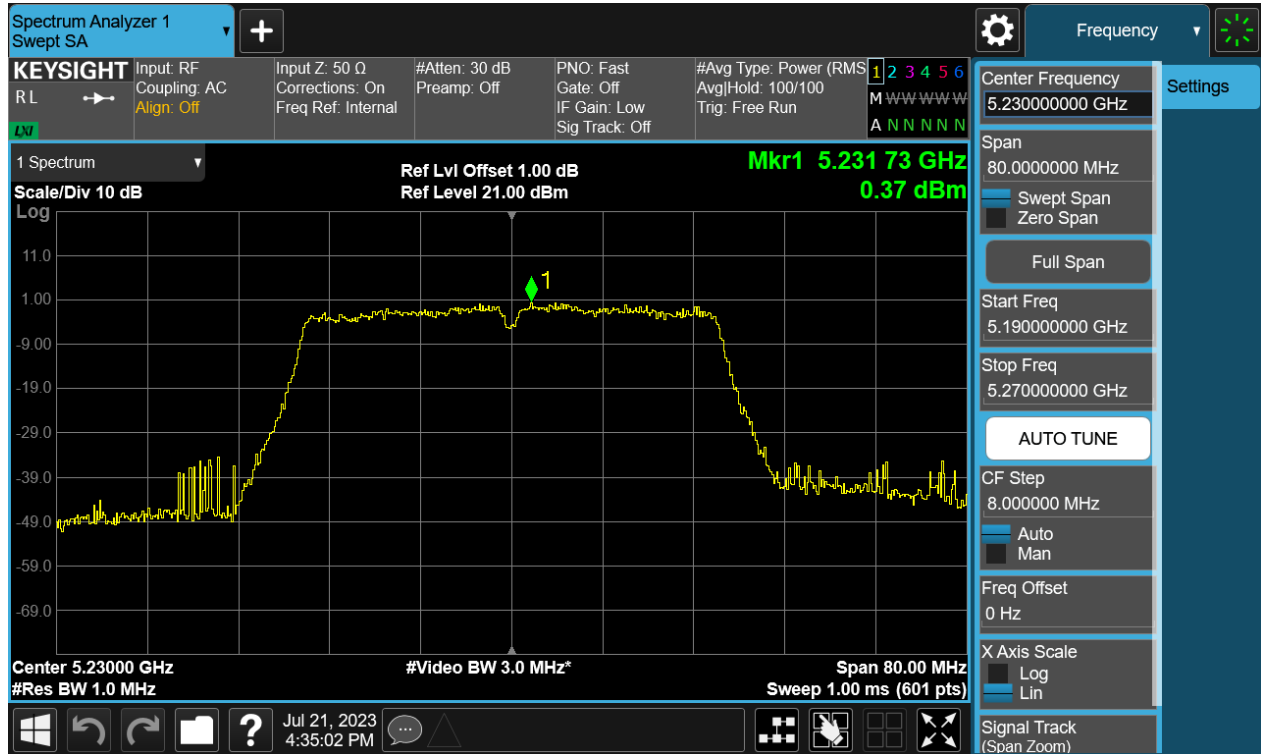 Spectrum Analyzer 1
Swept SA
Frequency
KEYSIGHT
RL
LXI
Input: RF
Coupling: AC
Align: Off
Input Z: 50 Ω
Corrections: On
Freq Ref: Internal
#Atten: 30 dB
Preamp: Off
PNO: Fast
Gate: Off
IF Gain: Low
Sig Track: Off
#Avg Type: Power (RMS
Avg|Hold: 100/100
Trig: Free Run
1 2 3 4 5 6
M W W W W W
A N N N N N
1 Spectrum
Scale/Div 10 dB
Log
Ref Lvl Offset 1.00 dB
Ref Level 21.00 dBm
Mkr1 5.231 73 GHz
0.37 dBm
1
11.0
1.00
-9.00
-19.0
-29.0
-39.0
-49.0
-59.0
-69.0
Center 5.23000 GHz
#Res BW 1.0 MHz
#Video BW 3.0 MHz*
Span 80.00 MHz
Sweep 1.00 ms (601 pts)
Center Frequency
5.230000000 GHz
Settings
Span
80.0000000 MHz
Swept Span
Zero Span
Full Span
Start Freq
5.190000000 GHz
Stop Freq
5.270000000 GHz
AUTO TUNE
CF Step
8.000000 MHz
Auto
Man
Freq Offset
0 Hz
X Axis Scale
Log
Lin
Signal Track
(Span Zoom)
?
Jul 21, 2023
4:35:02 PM